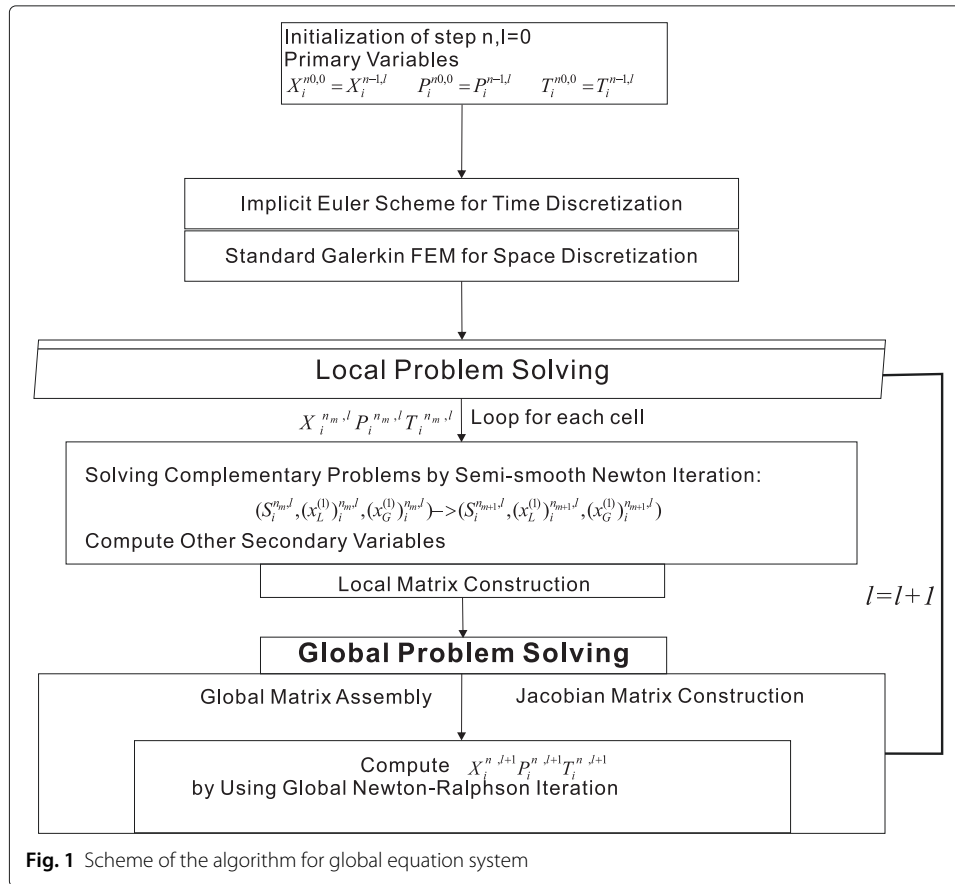 Initialization of step n,l=0
Primary Variables
$X_i^{n0,0} = X_i^{n-1,l}$ $P_i^{n0,0} = P_i^{n-1,l}$ $T_i^{n0,0} = T_i^{n-1,l}$
Implicit Euler Scheme for Time Discretization
Standard Galerkin FEM for Space Discretization
Local Problem Solving
$X_i^{n_m,l} P_i^{n_m,l} T_i^{n_m,l}$ Loop for each cell
Solving Complementary Problems by Semi-smooth Newton Iteration:
$(S_i^{n_m,l},(x_L^{(1)})_i^{n_m,l},(x_G^{(1)})_i^{n_m,l})->(S_i^{n_{m+1},l},(x_L^{(1)})_i^{n_{m+1},l},(x_G^{(1)})_i^{n_{m+1},l})$
Compute Other Secondary Variables
Local Matrix Construction
l=l+1
Global Problem Solving
Global Matrix Assembly Jacobian Matrix Construction
Compute $X_i^{n,l+1} P_i^{n,l+1} T_i^{n,l+1}$
by Using Global Newton-Ralphson Iteration
Fig. 1 Scheme of the algorithm for global equation system